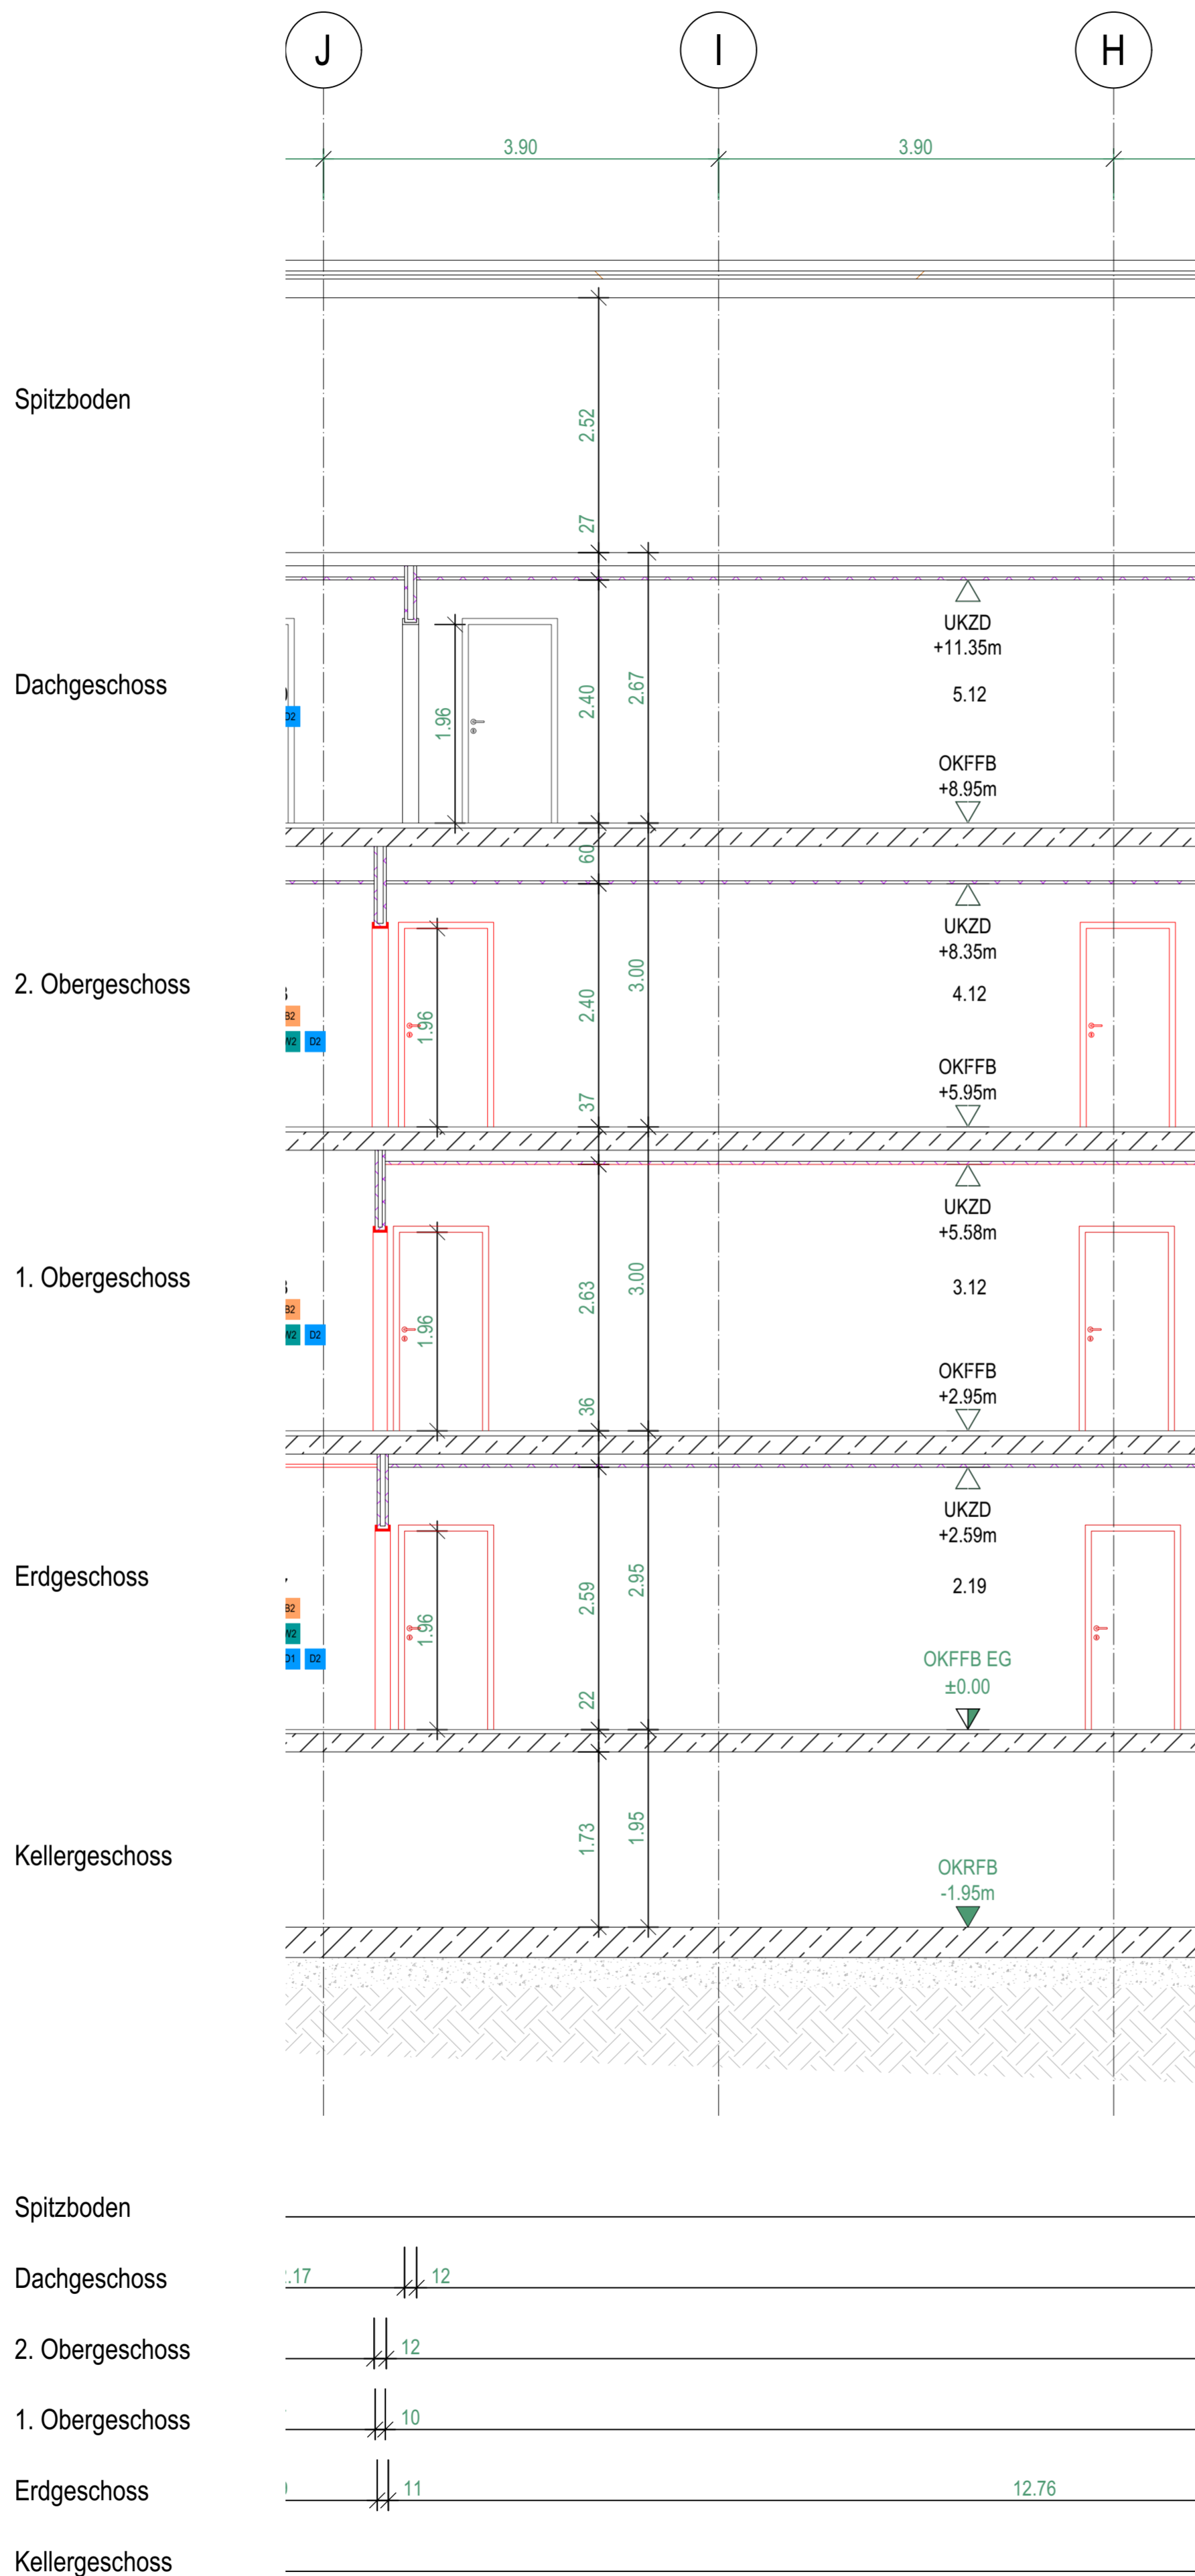 J I H
3.90 3.90
Spitzboden
2.52
27
UKZD
+11.35m
Dachgeschoss
1.96 2.40 2.67
5.12
D2
OKFFB
+8.95m
60
UKZD
+8.35m
2. Obergeschoss
1.96 2.40 3.00
4.12
B2
W2 D2
OKFFB
+5.95m
37
UKZD
+5.58m
1. Obergeschoss
1.96 2.63 3.00
3.12
B2
W2 D2
OKFFB
+2.95m
36
UKZD
+2.59m
Erdgeschoss
1.96 2.59 2.95
2.19
B2
W2
D1 D2
OKFFB EG
±0.00
22
Kellergeschoss
1.73 1.95
OKRFB
-1.95m
Spitzboden
Dachgeschoss .17 12
2. Obergeschoss 12
1. Obergeschoss 10
Erdgeschoss 11 12.76
Kellergeschoss